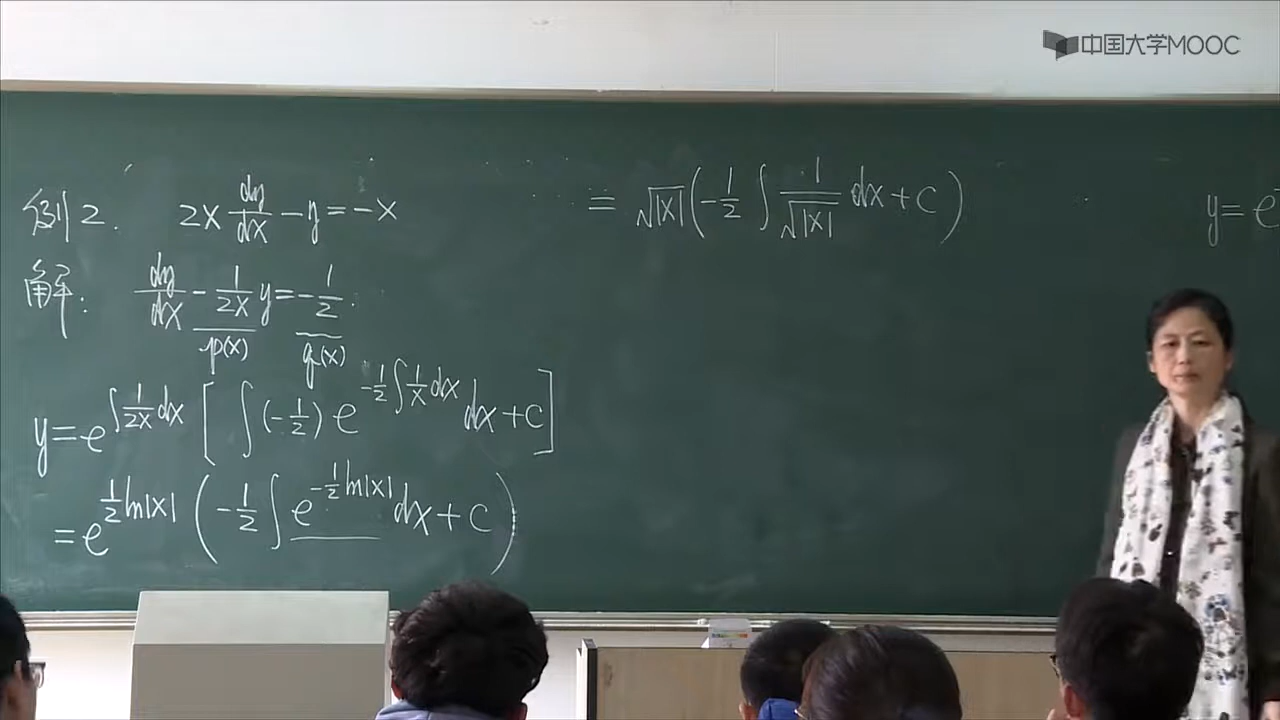 中国大学MOOC
例2. 2x dy/dx - y = -x
解: dy/dx - 1/2x y = -1/2.
p(x) q(x)
y = e^{∫ 1/2x dx} [ ∫ (-1/2) e^{-1/2 ∫ 1/x dx} dx + C ]
= e^{1/2 ln|x|} ( -1/2 ∫ e^{-1/2 ln|x|} dx + C )
= √|x| ( -1/2 ∫ 1/√|x| dx + C )
y = e